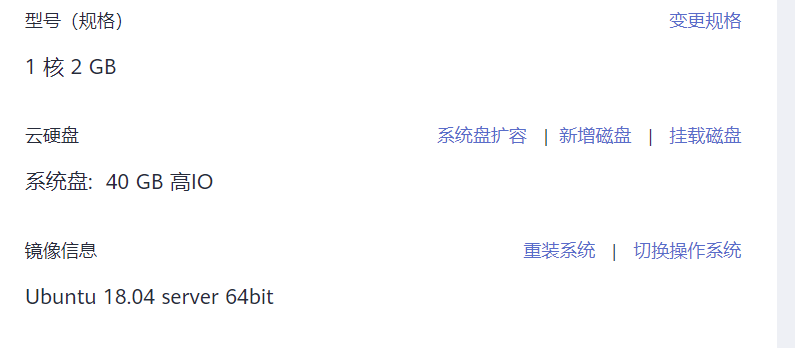 型号（规格） 变更规格
1 核 2 GB
云硬盘 系统盘扩容 | 新增磁盘 | 挂载磁盘
系统盘: 40 GB 高IO
镜像信息 重装系统 | 切换操作系统
Ubuntu 18.04 server 64bit